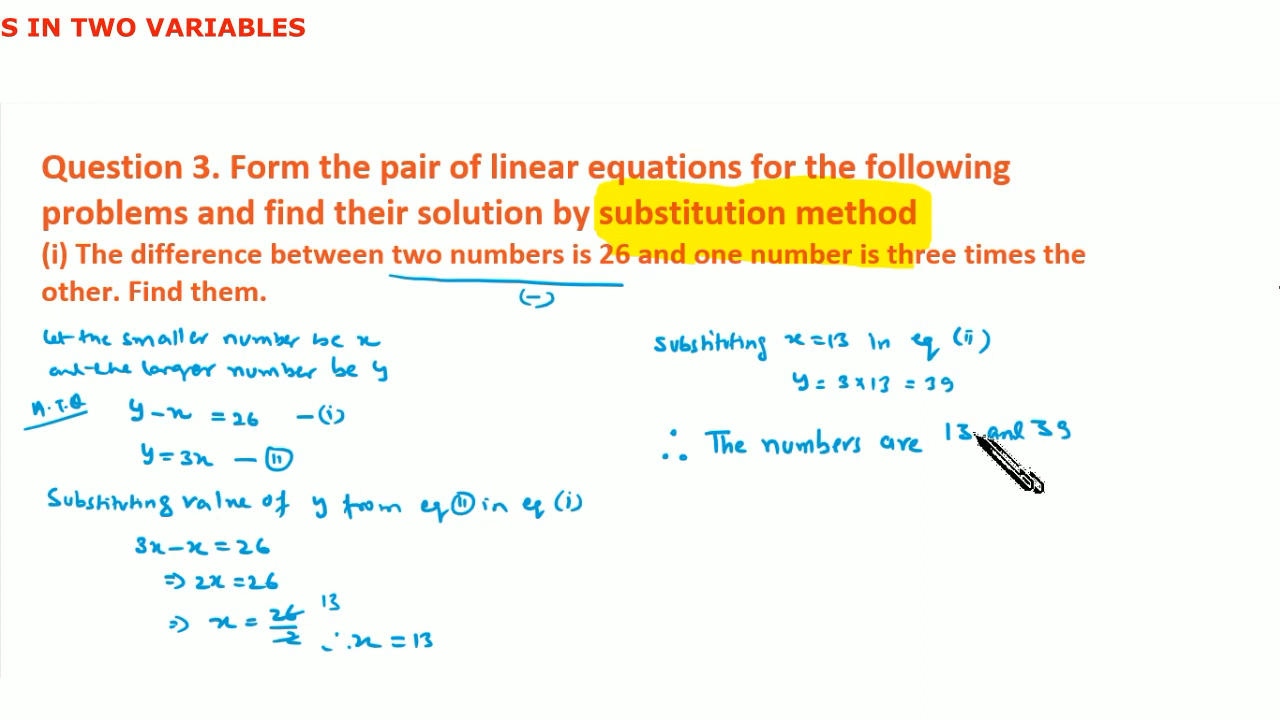 S IN TWO VARIABLES
Question 3. Form the pair of linear equations for the following
problems and find their solution by substitution method
(i) The difference between two numbers is 26 and one number is three times the
other. Find them.
(-)
Let the smaller number be x
and the larger number be y
A.T.Q y-x = 26 -(i)
y=3x - (ii)
Substituting value of y from eq (ii) in eq (i)
3x-x=26
⇒ 2x=26
⇒ x = 26/2 13
∴ x = 13
Substituting x=13 in eq (ii)
y = 3x13 = 39
∴ The numbers are 13 and 39